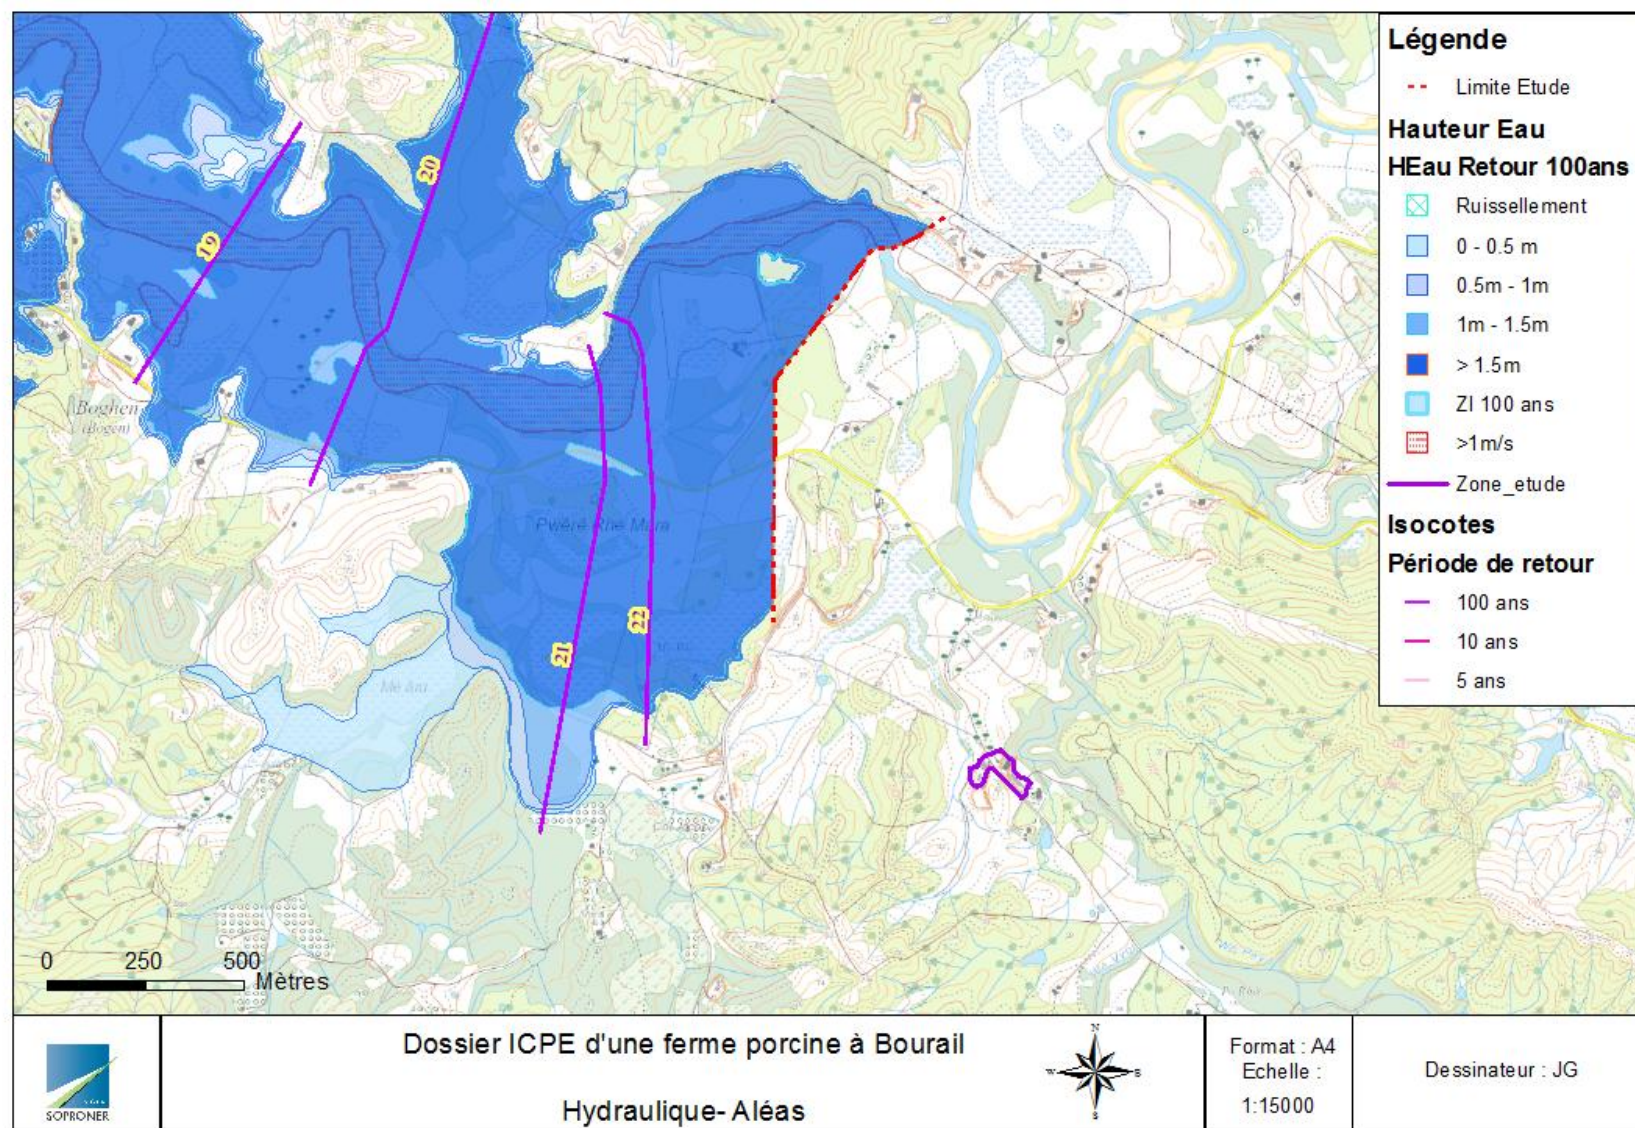 Légende
Limite Etude
Hauteur Eau
HEau Retour 100ans
Ruissellement
0 - 0.5 m
0.5m - 1m
1m - 1.5m
> 1.5m
ZI 100 ans
>1m/s
Zone_etude
Isocotes
Période de retour
100 ans
10 ans
5 ans
19
20
21
22
Boghen
(Bogen)
Pwéré Rhe Mura
0 250 500
Mètres
SOPRONER
Dossier ICPE d'une ferme porcine à Bourail
Hydraulique- Aléas
N
W
S
Format : A4
Echelle :
1:15000
Dessinateur : JG